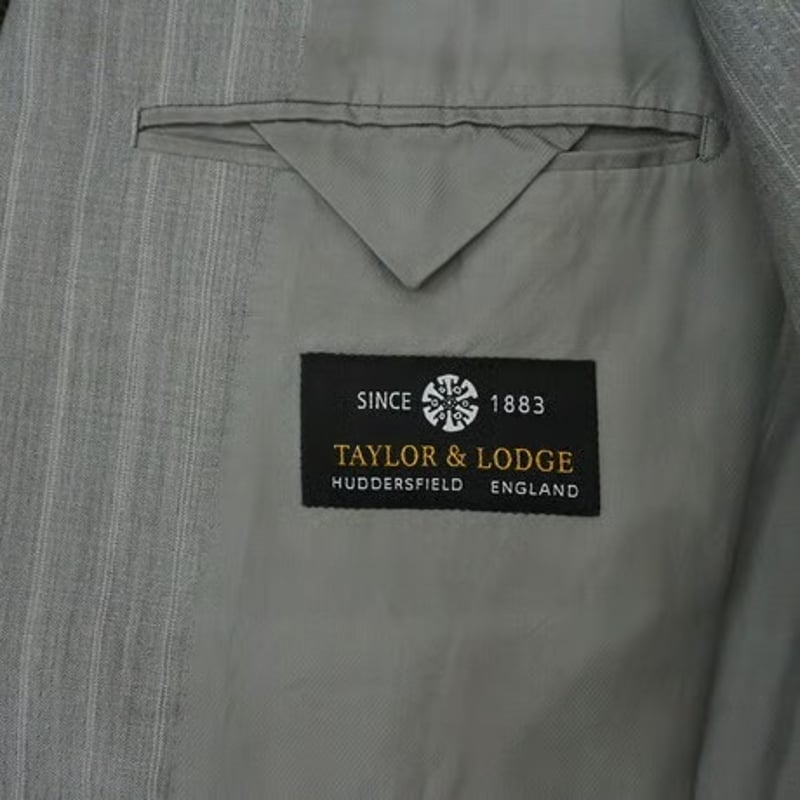 SINCE 1883
TAYLOR & LODGE
HUDDERSFIELD ENGLAND